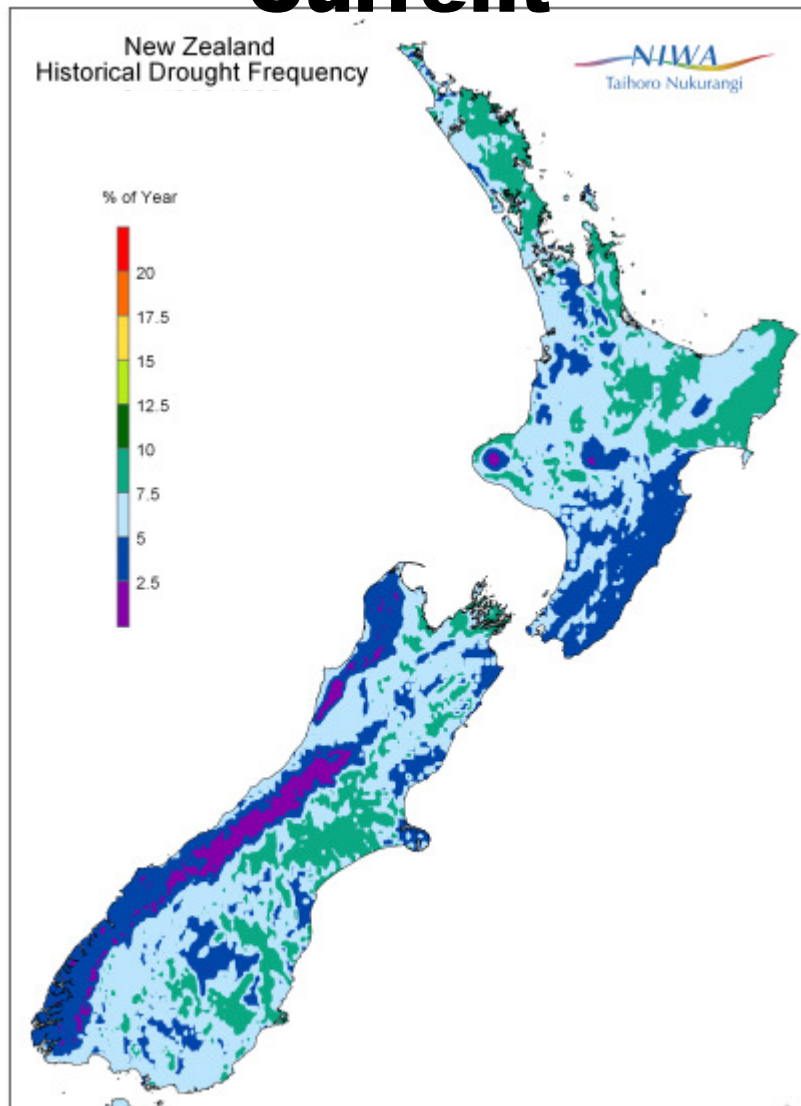 Current
New Zealand
Historical Drought Frequency
NIWA
Taihoro Nukurangi
% of Year
20
17.5
15
12.5
10
7.5
5
2.5